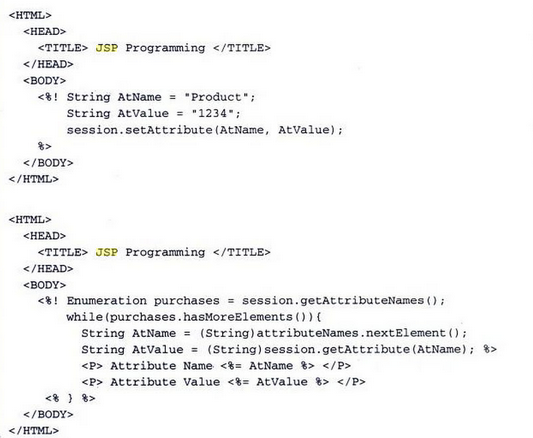 <HTML>
<HEAD>
<TITLE> JSP Programming </TITLE>
</HEAD>
<BODY>
<%! String AtName = "Product";
String AtValue = "1234";
session.setAttribute(AtName, AtValue);
%>
</BODY>
</HTML>
<HTML>
<HEAD>
<TITLE> JSP Programming </TITLE>
</HEAD>
<BODY>
<%! Enumeration purchases = session.getAttributeNames();
while(purchases.hasMoreElements()){
String AtName = (String)attributeNames.nextElement();
String AtValue = (String)session.getAttribute(AtName); %>
<P> Attribute Name <%= AtName %> </P>
<P> Attribute Value <%= AtValue %> </P>
<% } %>
</BODY>
</HTML>